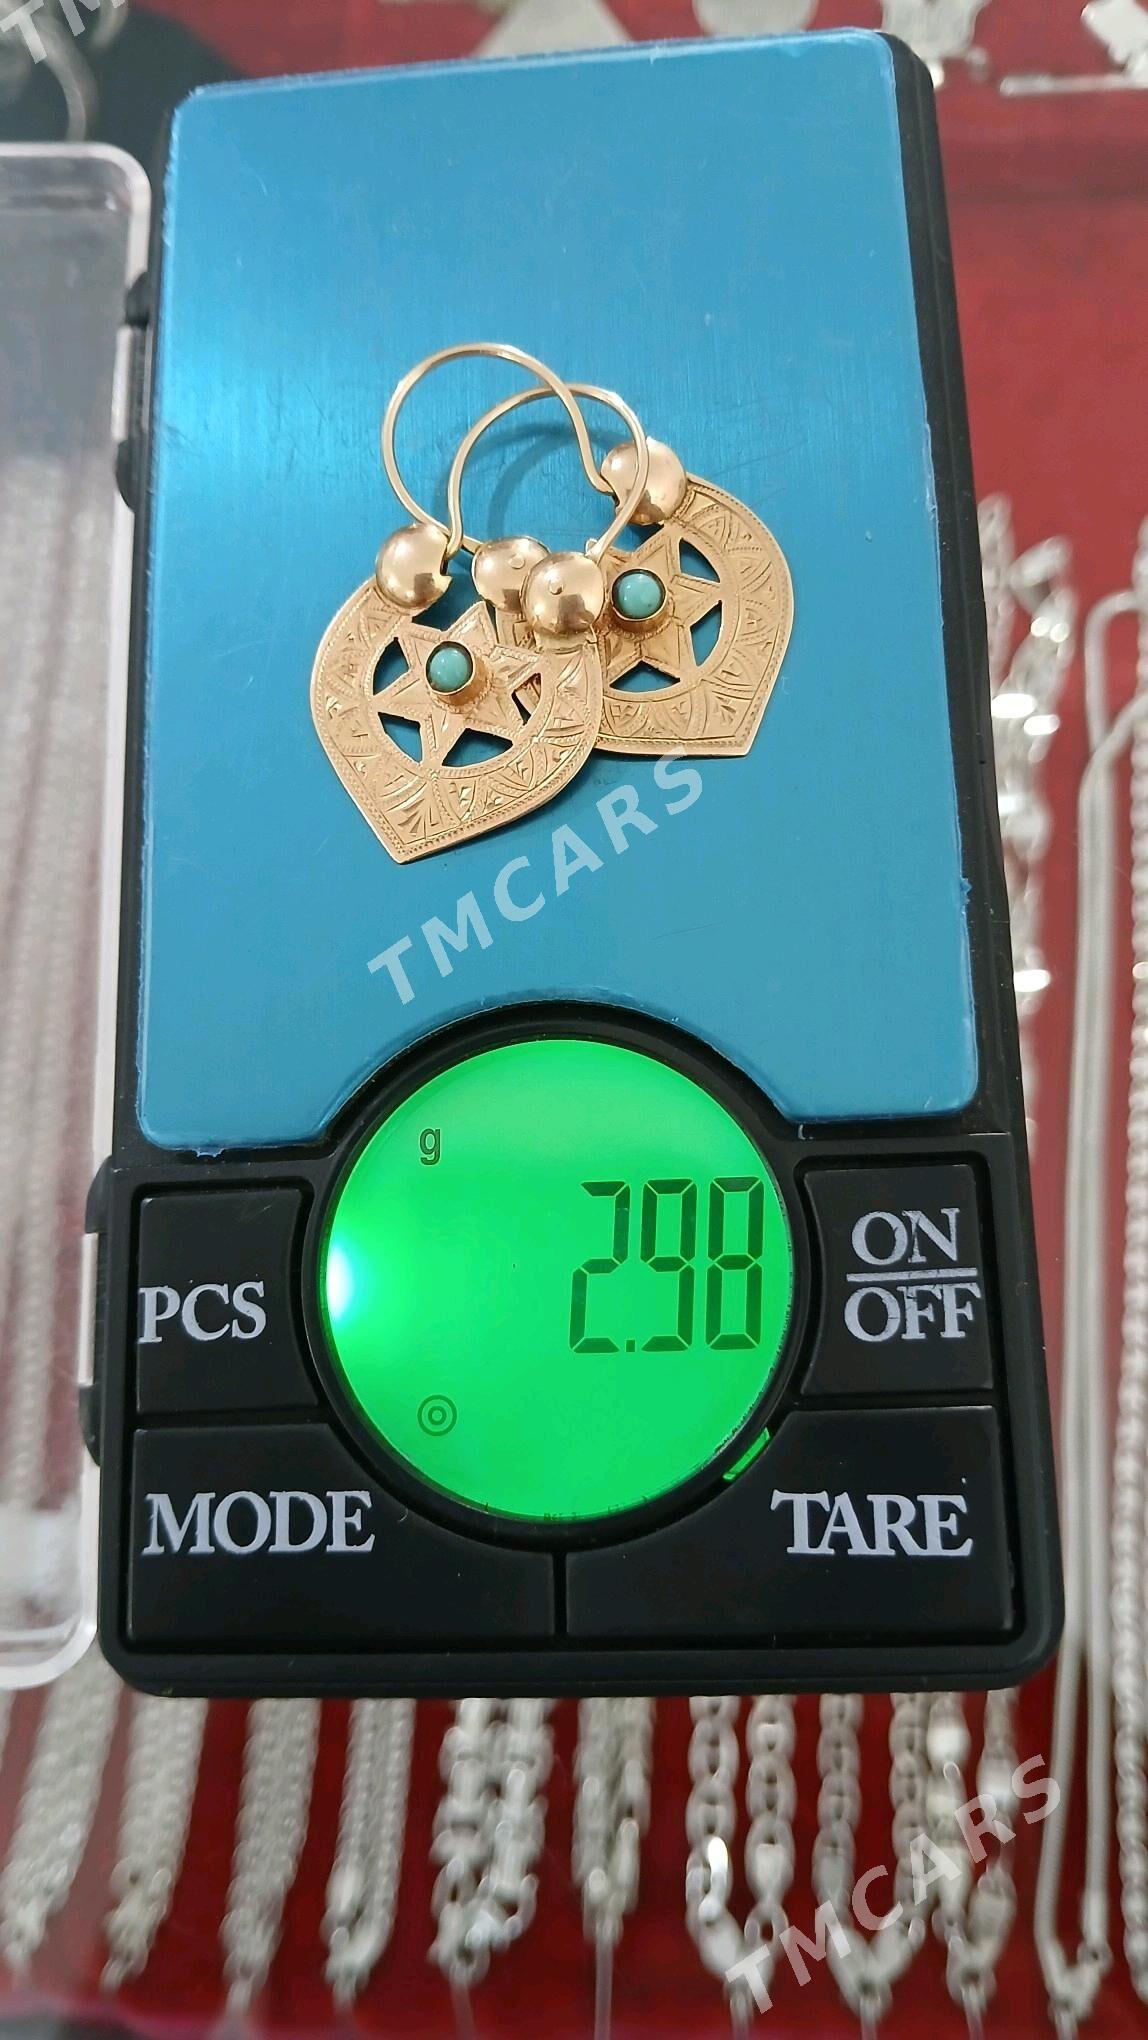 TMCARS
g
2.98
PCS
ON
OFF
MODE
TARE
TMCARS